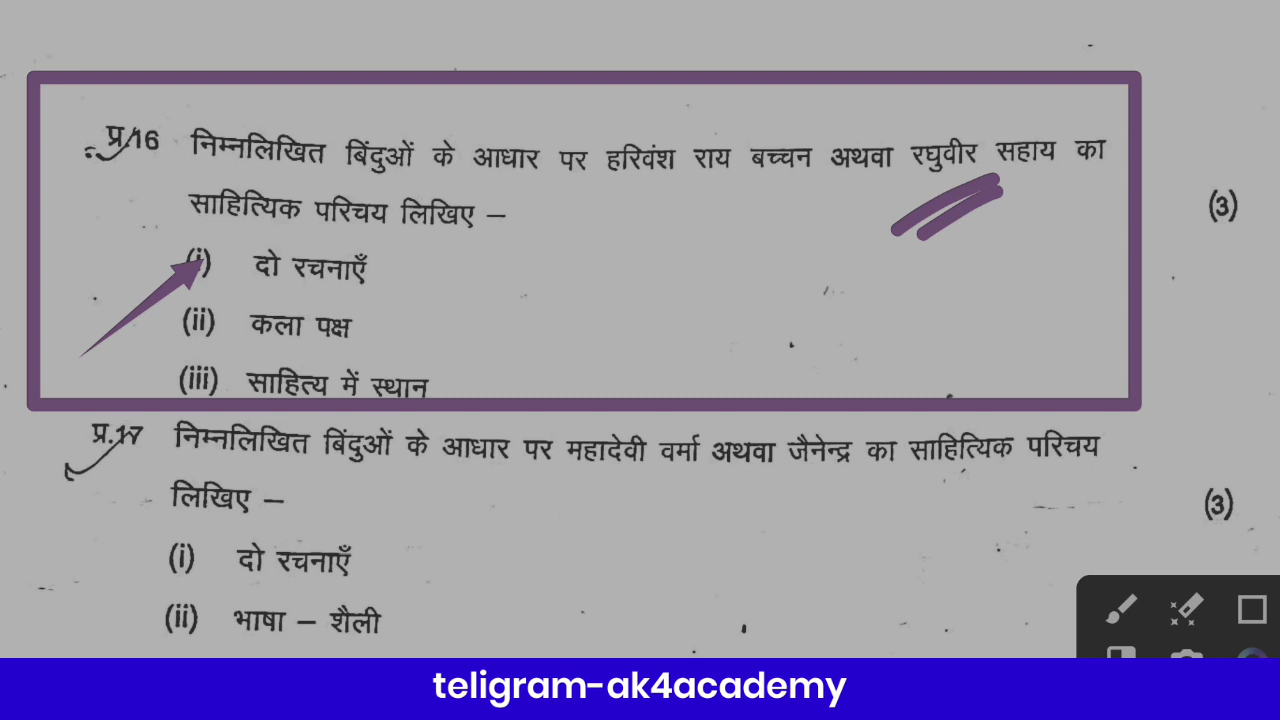 प्र.16 निम्नलिखित बिंदुओं के आधार पर हरिवंश राय बच्चन अथवा रघुवीर सहाय का
साहित्यिक परिचय लिखिए – (3)
(i) दो रचनाएँ
(ii) कला पक्ष
(iii) साहित्य में स्थान
प्र.17 निम्नलिखित बिंदुओं के आधार पर महादेवी वर्मा अथवा जैनेन्द्र का साहित्यिक परिचय
लिखिए – (3)
(i) दो रचनाएँ
(ii) भाषा – शैली
teligram-ak4academy